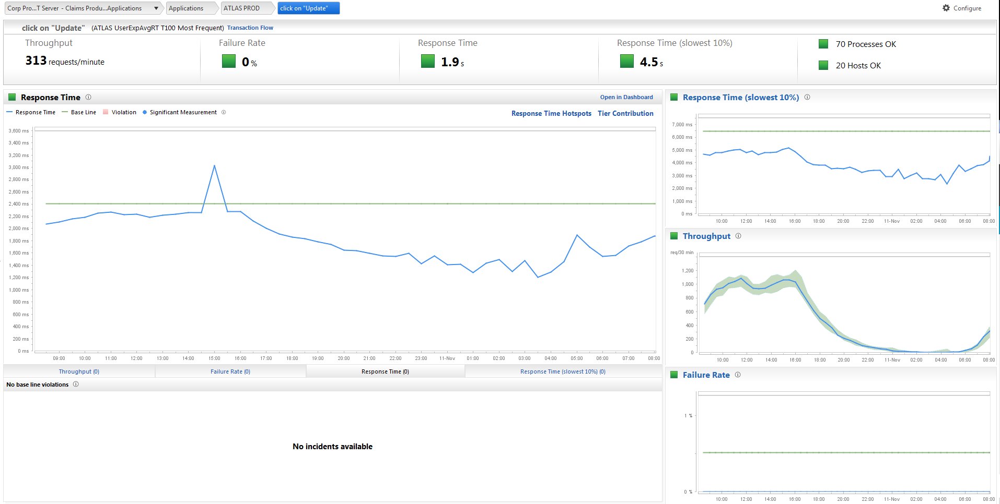 Corp Pro...T Server - Claims Produ...Applications
Applications
ATLAS PROD
click on "Update"
Configure
click on "Update" (ATLAS UserExpAvgRT T100 Most Frequent) Transaction Flow
Throughput
313 requests/minute
Failure Rate
0 %
Response Time
1.9 s
Response Time (slowest 10%)
4.5 s
70 Processes OK
20 Hosts OK
Response Time
Open in Dashboard
Response Time Base Line Violation Significant Measurement
Response Time Hotspots Tier Contribution
3,600 ms
3,400 ms
3,200 ms
3,000 ms
2,800 ms
2,600 ms
2,400 ms
2,200 ms
2,000 ms
1,800 ms
1,600 ms
1,400 ms
1,200 ms
1,000 ms
800 ms
600 ms
400 ms
200 ms
0 ms
09:00 10:00 11:00 12:00 13:00 14:00 15:00 16:00 17:00 18:00 19:00 20:00 21:00 22:00 23:00 11-Nov 01:00 02:00 03:00 04:00 05:00 06:00 07:00 08:00
Throughput (0) Failure Rate (0) Response Time (0) Response Time (slowest 10%) (0)
No base line violations
No incidents available
Response Time (slowest 10%)
7,000 ms
6,000 ms
5,000 ms
4,000 ms
3,000 ms
2,000 ms
1,000 ms
0 ms
10:00 12:00 14:00 16:00 18:00 20:00 22:00 11-Nov 02:00 04:00 06:00 08:00
Throughput
req/30 min
1,200
1,000
800
600
400
200
0
10:00 12:00 14:00 16:00 18:00 20:00 22:00 11-Nov 02:00 04:00 06:00 08:00
Failure Rate
1 %
0 %
10:00 12:00 14:00 16:00 18:00 20:00 22:00 11-Nov 02:00 04:00 06:00 08:00